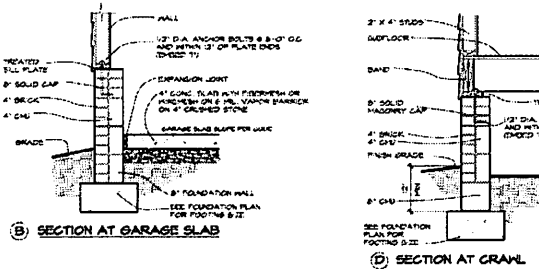 WALL
1/2" DIA. ANCHOR BOLTS @ 6'-0" O.C.
AND WITHIN 12" OF PLATE ENDS
TREATED
SILL PLATE
8" SOLID CAP
4" BRICK
4" CMU
GRADE
EXPANSION JOINT
4" CONC. SLAB WITH FIBERMESH OR
WIREMESH ON 6 MIL. VAPOR BARRIER
ON 4" CRUSHED STONE
GARAGE SLAB SLOPE PER CODE
8" FOUNDATION WALL
SEE FOUNDATION PLAN
FOR FOOTING SIZE
B SECTION AT GARAGE SLAB
2" X 4" STUDS
SUBFLOOR
BAND
8" SOLID
MASONRY CAP
1/2" DIA.
AND WIT
4" BRICK
4" CMU
FINISH GRADE
8" CMU
SEE FOUNDATION
PLAN FOR
FOOTING SIZE
D SECTION AT CRAWL